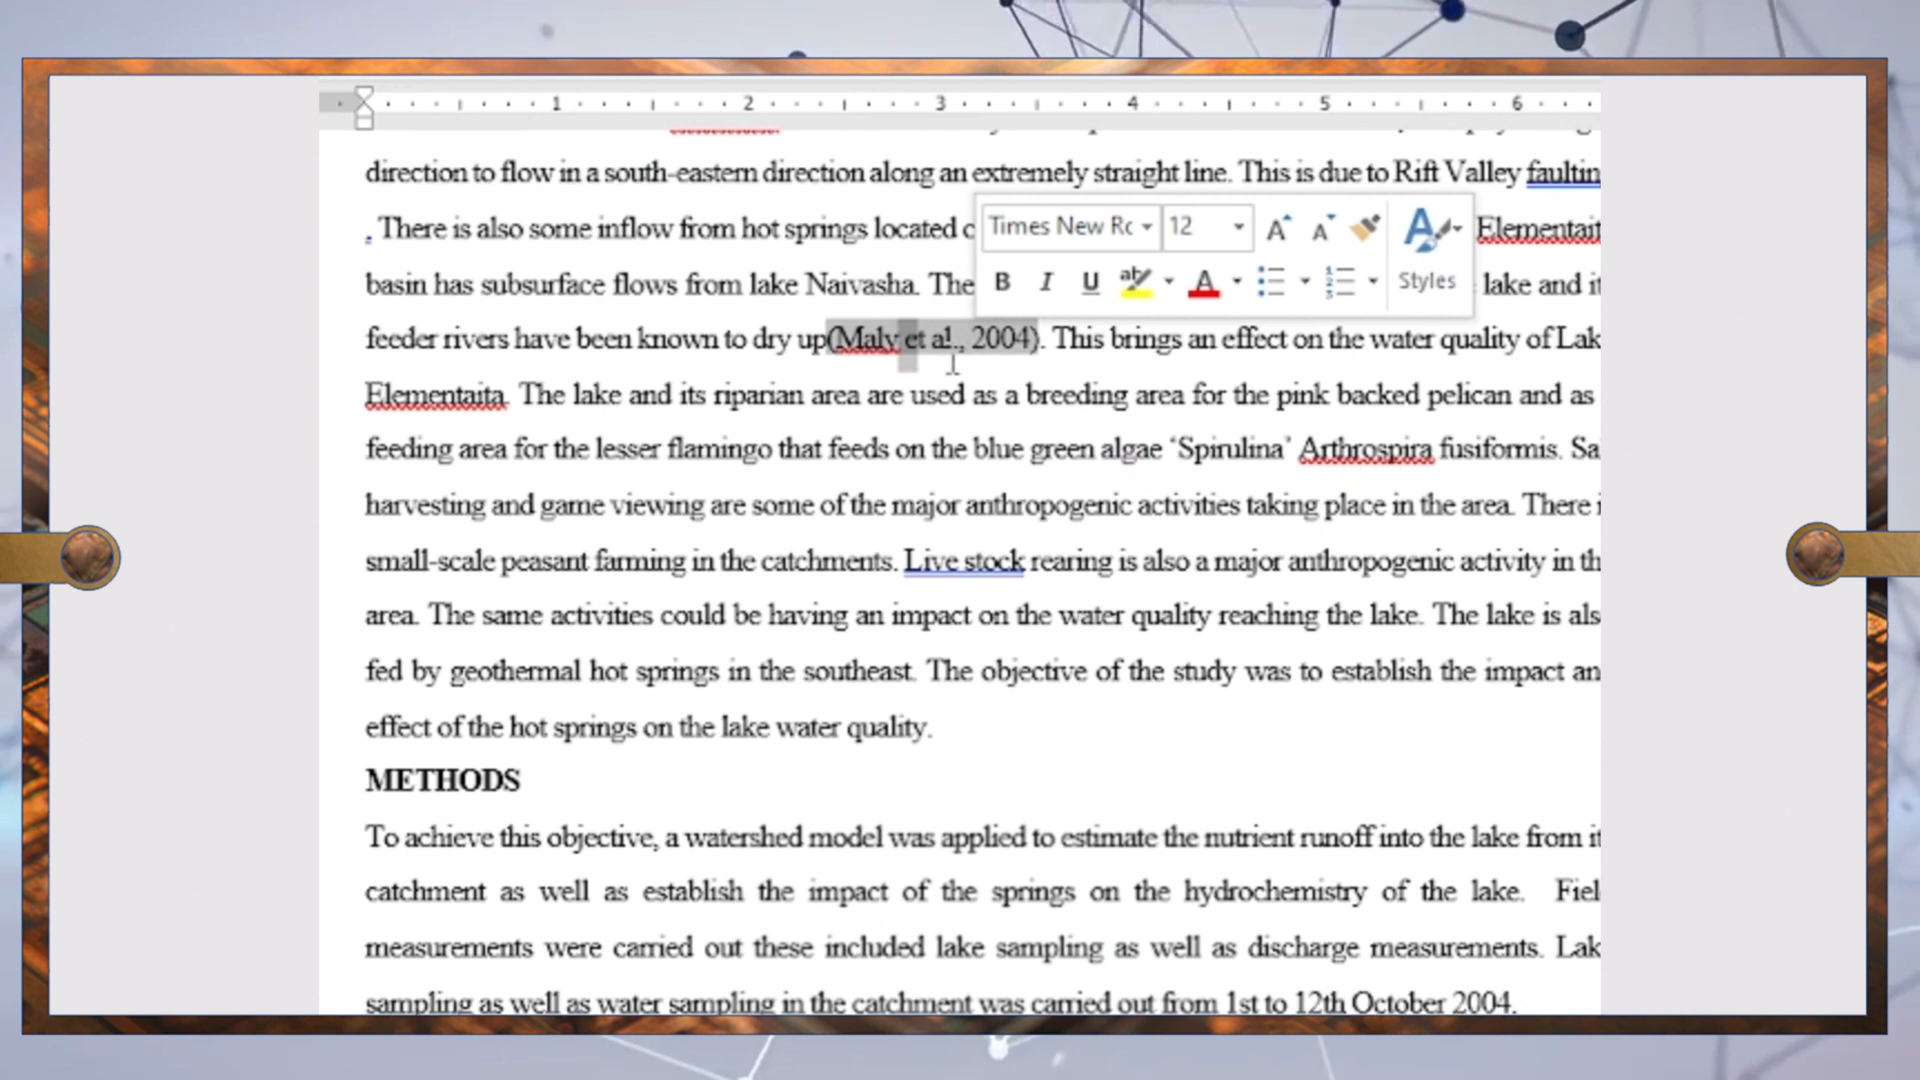 1 2 3 4 5 6
direction to flow in a south-eastern direction along an extremely straight line. This is due to Rift Valley faultin
. There is also some inflow from hot springs located c
Times New Rc 12
Elementait
basin has subsurface flows from lake Naivasha. The
B I U ab A Styles
lake and it
feeder rivers have been known to dry up(Maly et al., 2004). This brings an effect on the water quality of Lak
Elementaita. The lake and its riparian area are used as a breeding area for the pink backed pelican and as
feeding area for the lesser flamingo that feeds on the blue green algae ‘Spirulina’ Arthrospira fusiformis. Sa
harvesting and game viewing are some of the major anthropogenic activities taking place in the area. There i
small-scale peasant farming in the catchments. Live stock rearing is also a major anthropogenic activity in th
area. The same activities could be having an impact on the water quality reaching the lake. The lake is als
fed by geothermal hot springs in the southeast. The objective of the study was to establish the impact an
effect of the hot springs on the lake water quality.
METHODS
To achieve this objective, a watershed model was applied to estimate the nutrient runoff into the lake from it
catchment as well as establish the impact of the springs on the hydrochemistry of the lake. Fiel
measurements were carried out these included lake sampling as well as discharge measurements. Lak
sampling as well as water sampling in the catchment was carried out from 1st to 12th October 2004.